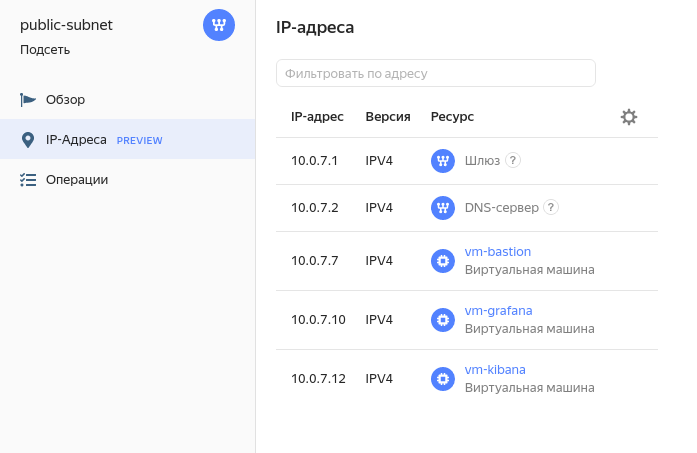 public-subnet
Подсеть
Обзор
IP-Адреса PREVIEW
Операции
IP-адреса
Фильтровать по адресу
IP-адрес Версия Ресурс
10.0.7.1 IPV4 Шлюз ?
10.0.7.2 IPV4 DNS-сервер ?
10.0.7.7 IPV4 vm-bastion
Виртуальная машина
10.0.7.10 IPV4 vm-grafana
Виртуальная машина
10.0.7.12 IPV4 vm-kibana
Виртуальная машина